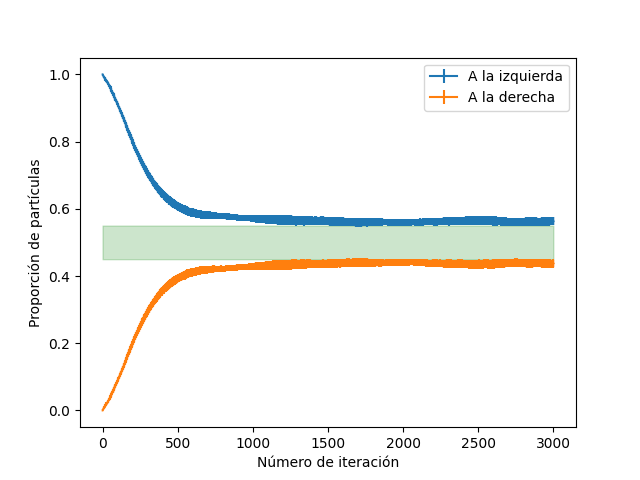 A la izquierda
A la derecha
1.0
0.8
0.6
0.4
0.2
0.0
Proporción de partículas
0 500 1000 1500 2000 2500 3000
Número de iteración